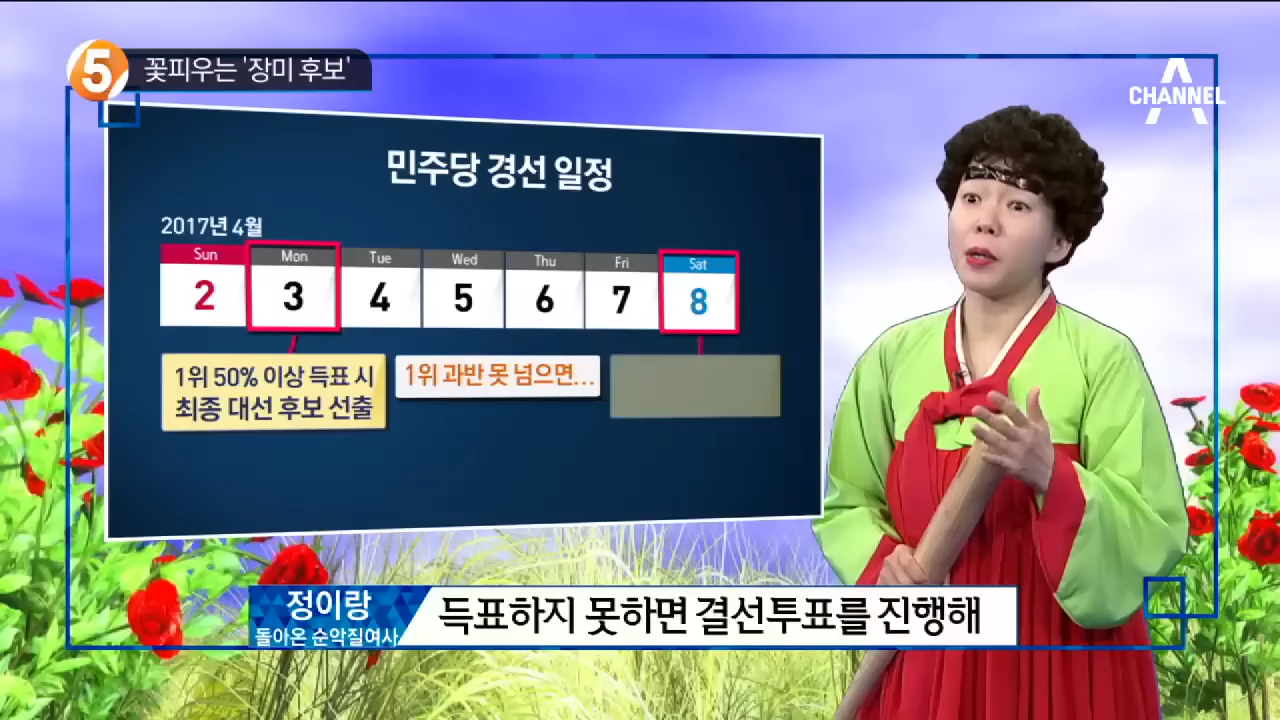 5 꽃피우는 '장미 후보'
CHANNEL A
민주당 경선 일정
2017년 4월
Sun Mon Tue Wed Thu Fri Sat
2 3 4 5 6 7 8
1위 50% 이상 득표 시
최종 대선 후보 선출
1위 과반 못 넘으면...
정이랑
돌아온 순악질여사
득표하지 못하면 결선투표를 진행해